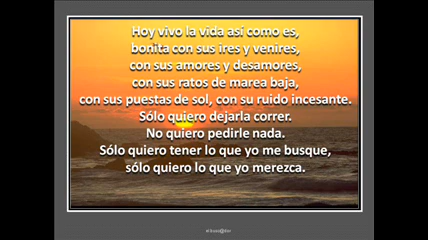 Hoy vivo la vida así como es,
bonita con sus ires y venires,
con sus amores y desamores,
con sus ratos de marea baja,
con sus puestas de sol, con su ruido incesante.
Sólo quiero dejarla correr.
No quiero pedirle nada.
Sólo quiero tener lo que yo me busque,
sólo quiero lo que yo merezca.